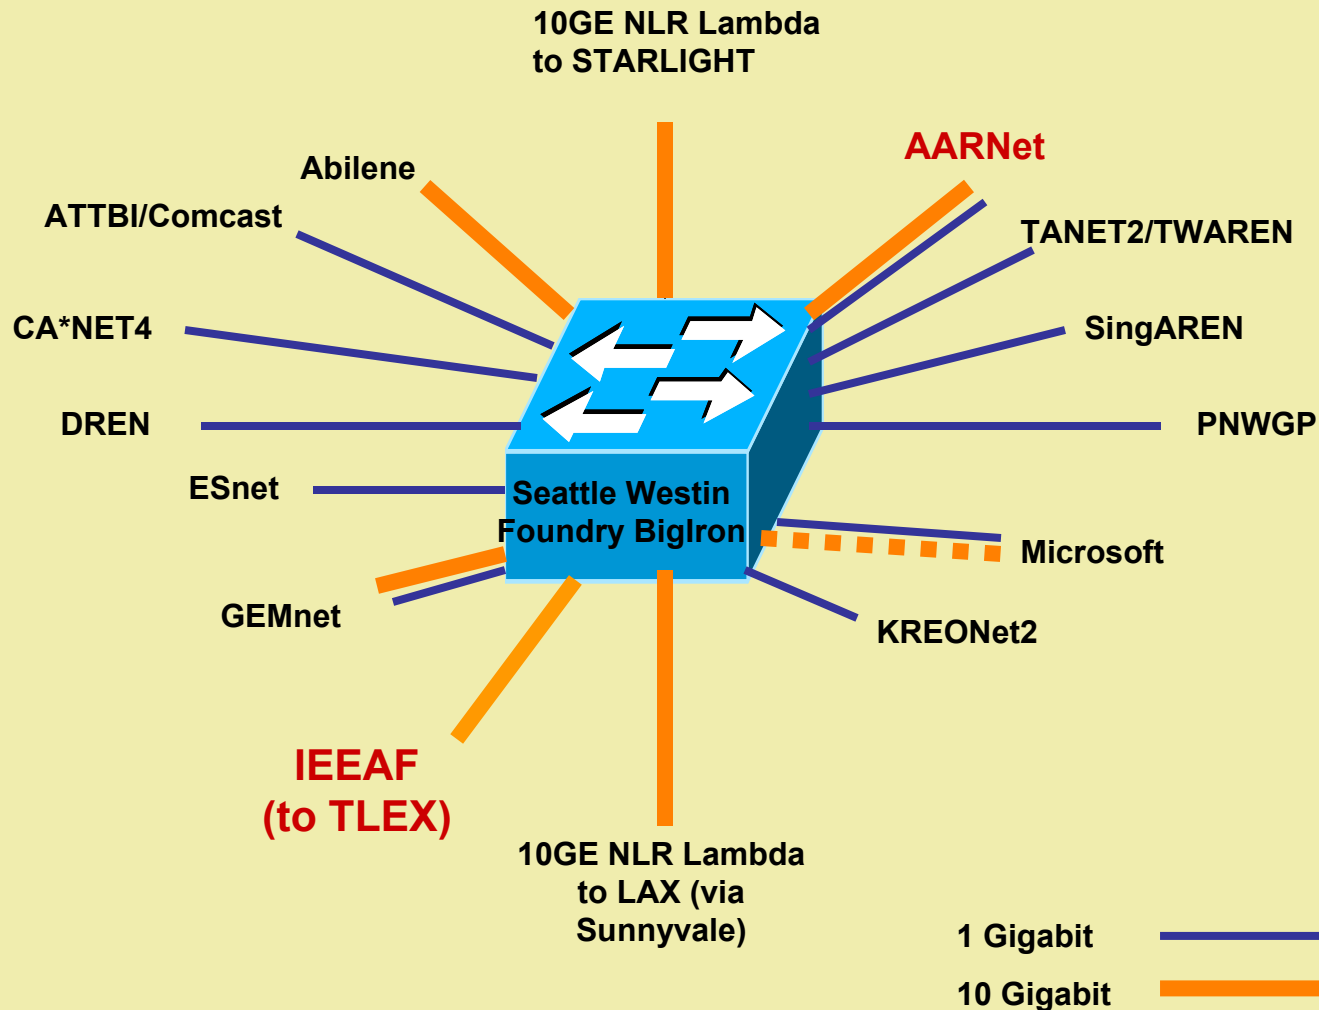 10GE NLR Lambda
to STARLIGHT
AARNet
Abilene
ATTBI/Comcast
TANET2/TWAREN
CA*NET4
SingAREN
DREN
PNWGP
ESnet
Seattle Westin
Foundry BigIron
Microsoft
GEMnet
KREONet2
IEEAF
(to TLEX)
10GE NLR Lambda
to LAX (via
Sunnyvale)
1 Gigabit
10 Gigabit